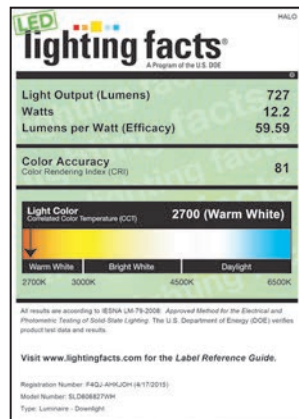 HALO
LED
lighting facts®
A Program of the U.S. DOE
Light Output (Lumens) 727
Watts 12.2
Lumens per Watt (Efficacy) 59.59
Color Accuracy
Color Rendering Index (CRI) 81
Light Color
Correlated Color Temperature (CCT) 2700 (Warm White)
Warm White Bright White Daylight
2700K 3000K 4500K 6500K
All results are according to IESNA LM-79-2008: Approved Method for the Electrical and
Photometric Testing of Solid-State Lighting. The U.S. Department of Energy (DOE) verifies
product test data and results.
Visit www.lightingfacts.com for the Label Reference Guide.
Registration Number: (4/17/2015)
Model Number: SLD606827WH
Type: Luminaire - Downlight